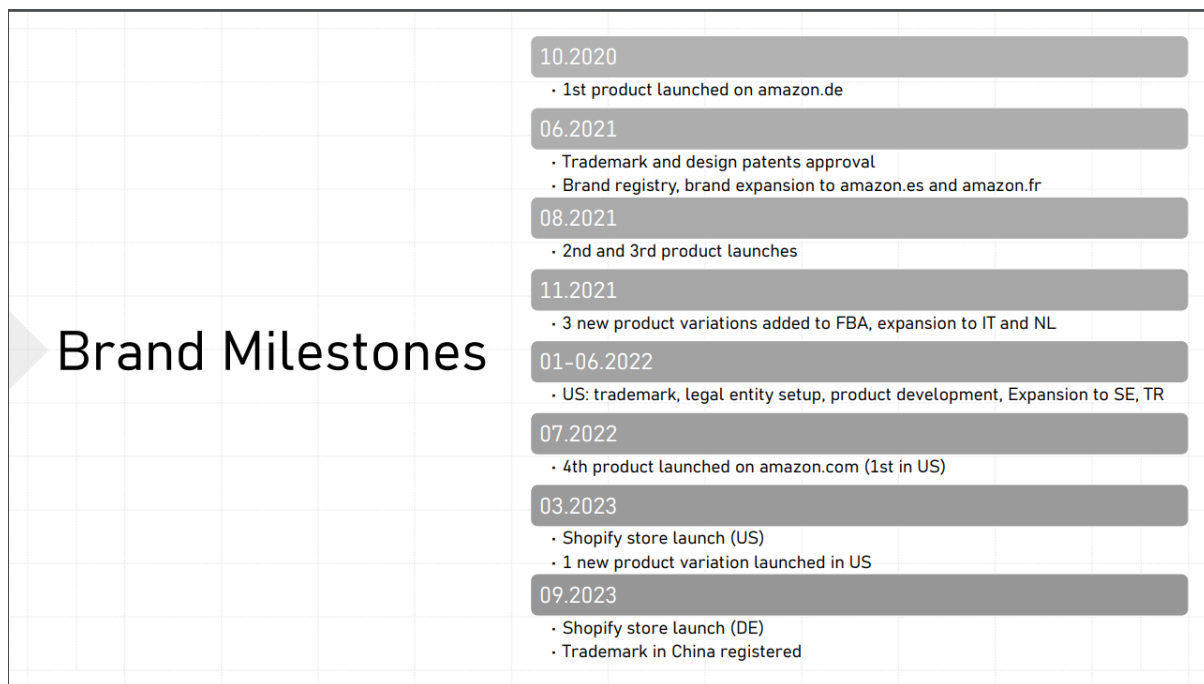 Brand Milestones
10.2020
· 1st product launched on amazon.de
06.2021
· Trademark and design patents approval
· Brand registry, brand expansion to amazon.es and amazon.fr
08.2021
· 2nd and 3rd product launches
11.2021
· 3 new product variations added to FBA, expansion to IT and NL
01-06.2022
· US: trademark, legal entity setup, product development, Expansion to SE, TR
07.2022
· 4th product launched on amazon.com (1st in US)
03.2023
· Shopify store launch (US)
· 1 new product variation launched in US
09.2023
· Shopify store launch (DE)
· Trademark in China registered